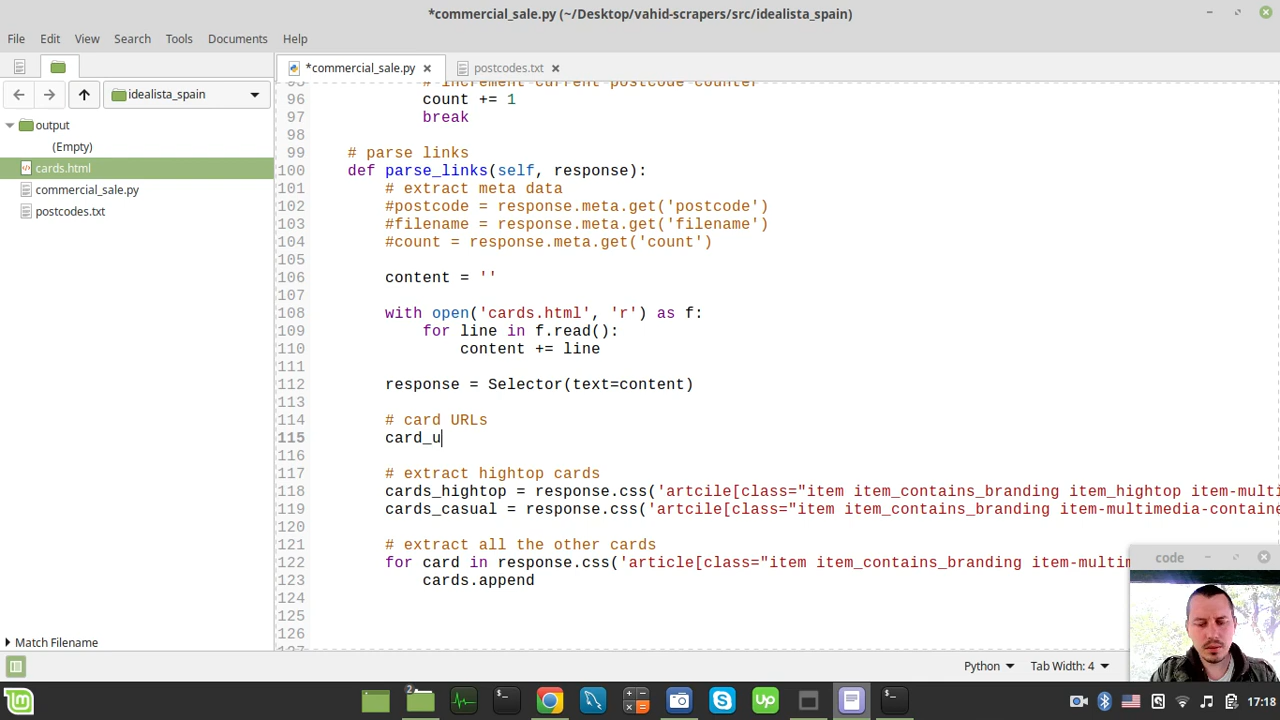 *commercial_sale.py (~/Desktop/vahid-scrapers/src/idealista_spain)
File Edit View Search Tools Documents Help
*commercial_sale.py postcodes.txt
idealista_spain
output
(Empty)
cards.html
commercial_sale.py
postcodes.txt
95 # increment current postcode counter
96 count += 1
97 break
98
99 # parse links
100 def parse_links(self, response):
101 # extract meta data
102 #postcode = response.meta.get('postcode')
103 #filename = response.meta.get('filename')
104 #count = response.meta.get('count')
105
106 content = ''
107
108 with open('cards.html', 'r') as f:
109 for line in f.read():
110 content += line
111
112 response = Selector(text=content)
113
114 # card URLs
115 card_u
116
117 # extract hightop cards
118 cards_hightop = response.css('artcile[class="item item_contains_branding item_hightop item-multi
119 cards_casual = response.css('artcile[class="item item_contains_branding item-multimedia-containe
120
121 # extract all the other cards
122 for card in response.css('article[class="item item_contains_branding item-multim
123 cards.append
124
125
126
127
code
Match Filename
Python Tab Width: 4
2
Up
17:18